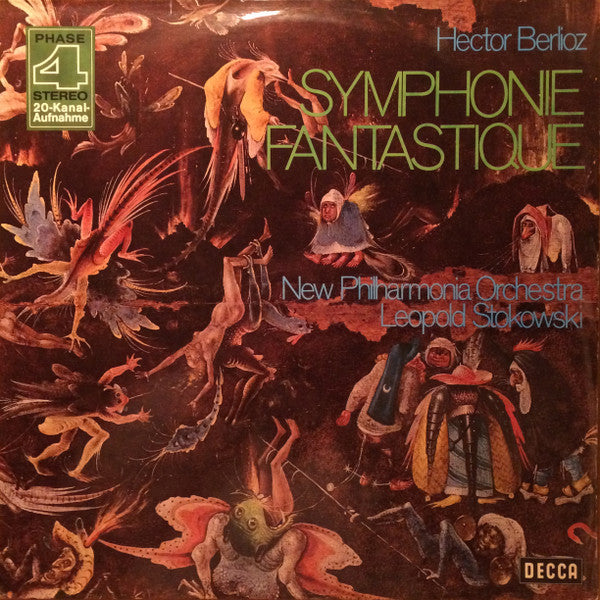 PHASE
4
STEREO
20-Kanal-
Aufnahme
Hector Berlioz
SYMPHONIE
FANTASTIQUE
New Philharmonia Orchestra
Leopold Stokowski
DECCA